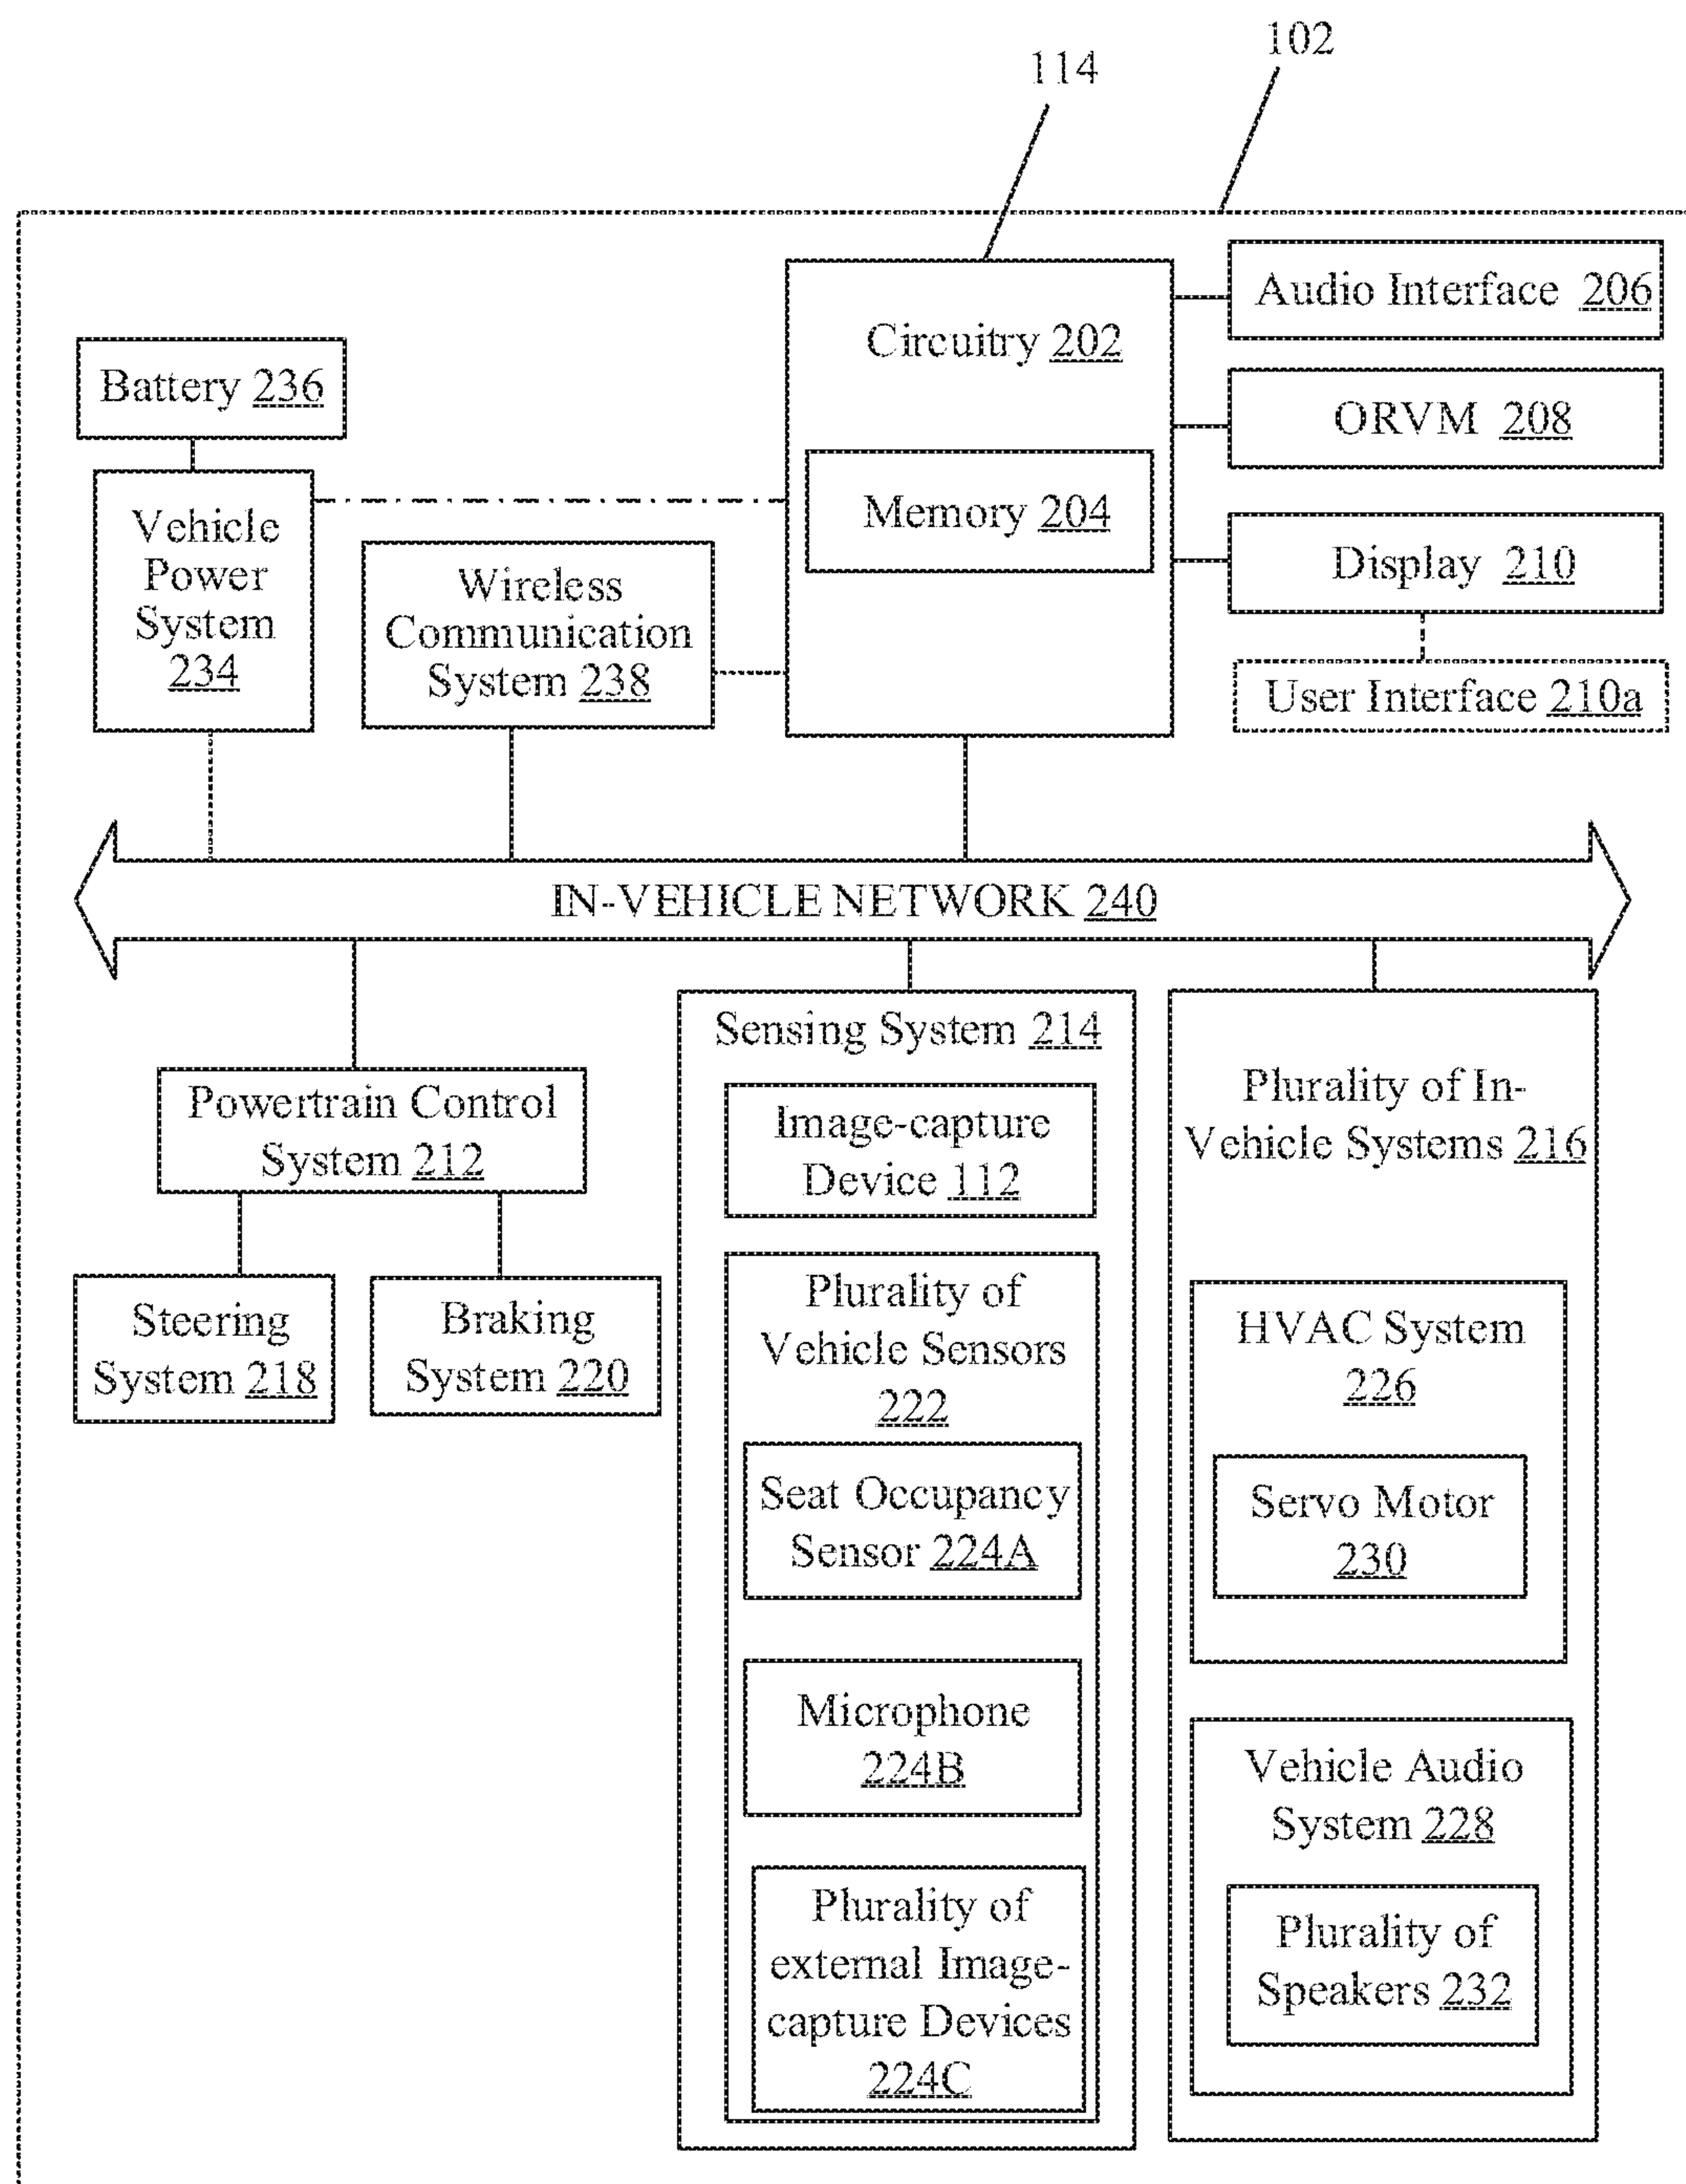 102
114
Audio Interface 206
Circuitry 202
Battery 236
ORVM 208
Memory 204
Vehicle
Power
System
234
Display 210
Wireless
Communication
System 238
User Interface 210a
IN-VEHICLE NETWORK 240
Powertrain Control
System 212
Steering
System 218
Braking
System 220
Sensing System 214
Image-capture
Device 112
Plurality of
Vehicle Sensors
222
Seat Occupancy
Sensor 224A
Microphone
224B
Plurality of
external Image-
capture Devices
224C
Plurality of In-
Vehicle Systems 216
HVAC System
226
Servo Motor
230
Vehicle Audio
System 228
Plurality of
Speakers 232